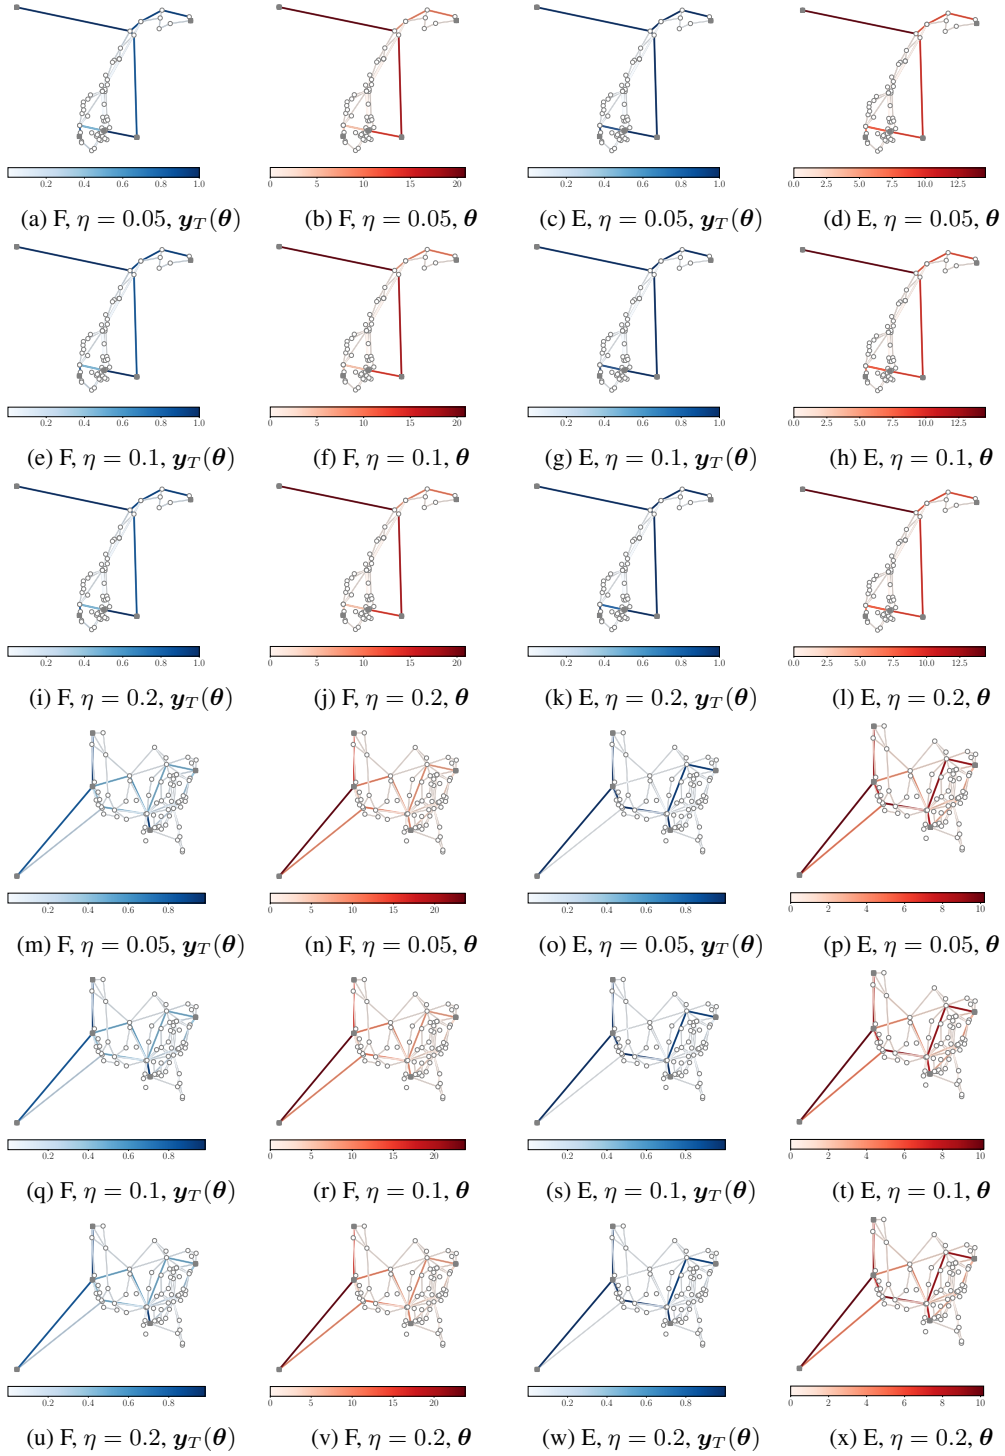 0.2 0.4 0.6 0.8 1.0 0 5 10 15 20 0.2 0.4 0.6 0.8 1.0 0.0 2.5 5.0 7.5 10.0 12.5
(a) F, η = 0.05, y_T(θ) (b) F, η = 0.05, θ (c) E, η = 0.05, y_T(θ) (d) E, η = 0.05, θ
0.2 0.4 0.6 0.8 1.0 0 5 10 15 20 0.2 0.4 0.6 0.8 1.0 0.0 2.5 5.0 7.5 10.0 12.5
(e) F, η = 0.1, y_T(θ) (f) F, η = 0.1, θ (g) E, η = 0.1, y_T(θ) (h) E, η = 0.1, θ
0.2 0.4 0.6 0.8 1.0 0 5 10 15 20 0.2 0.4 0.6 0.8 1.0 0.0 2.5 5.0 7.5 10.0 12.5
(i) F, η = 0.2, y_T(θ) (j) F, η = 0.2, θ (k) E, η = 0.2, y_T(θ) (l) E, η = 0.2, θ
0.2 0.4 0.6 0.8 0 5 10 15 20 0.2 0.4 0.6 0.8 0 2 4 6 8 10
(m) F, η = 0.05, y_T(θ) (n) F, η = 0.05, θ (o) E, η = 0.05, y_T(θ) (p) E, η = 0.05, θ
0.2 0.4 0.6 0.8 0 5 10 15 20 0.2 0.4 0.6 0.8 0 2 4 6 8 10
(q) F, η = 0.1, y_T(θ) (r) F, η = 0.1, θ (s) E, η = 0.1, y_T(θ) (t) E, η = 0.1, θ
0.2 0.4 0.6 0.8 0 5 10 15 20 0.2 0.4 0.6 0.8 0 2 4 6 8 10
(u) F, η = 0.2, y_T(θ) (v) F, η = 0.2, θ (w) E, η = 0.2, y_T(θ) (x) E, η = 0.2, θ